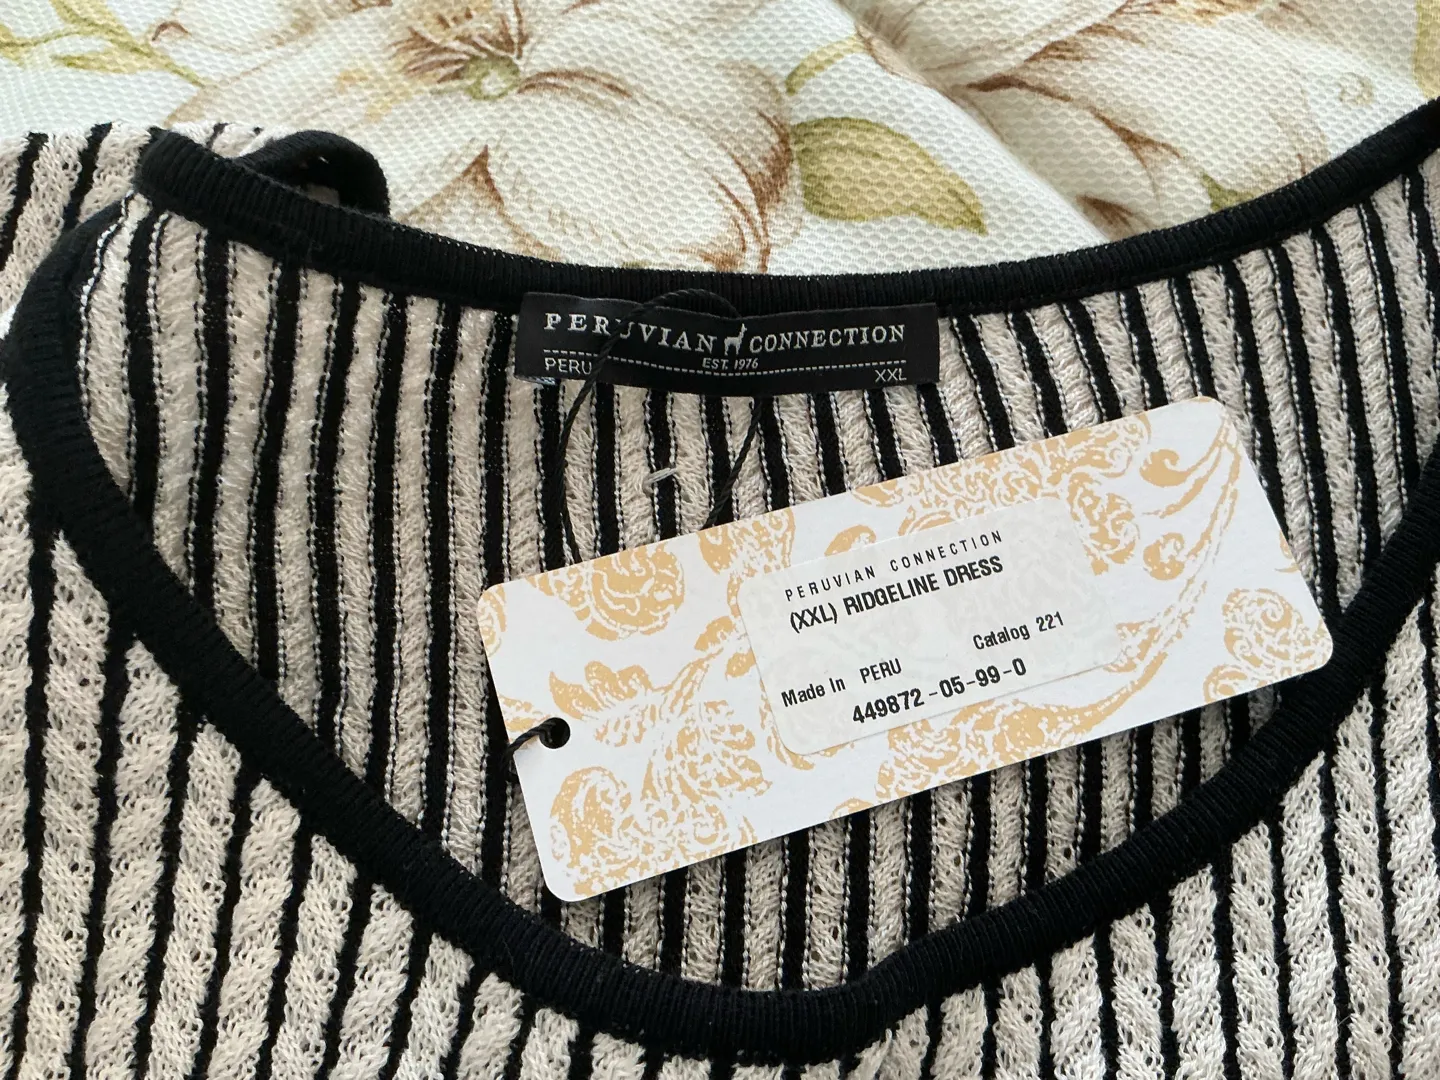 PERUVIAN CONNECTION
EST. 1976
PERU XXL
PERUVIAN CONNECTION
(XXL) RIDGELINE DRESS
Catalog 221
Made In PERU
449872-05-99-0